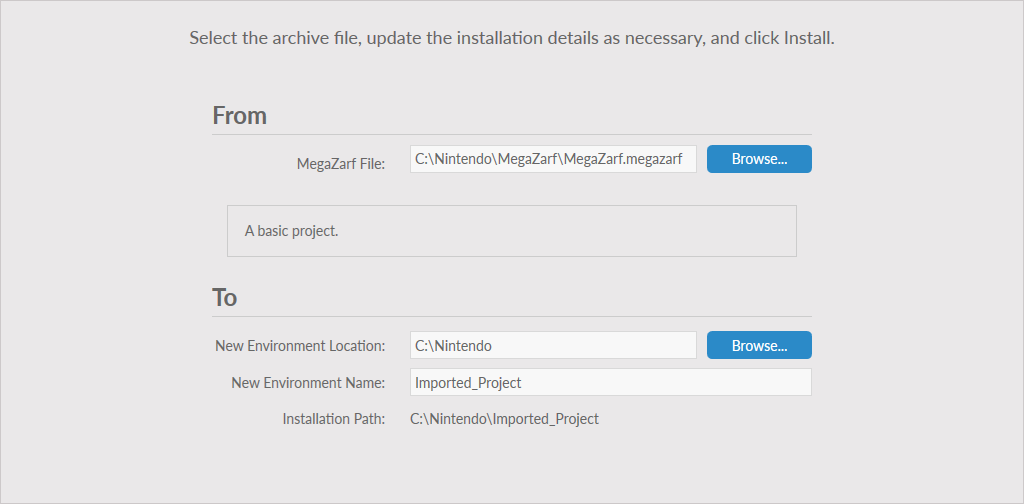 Select the archive file, update the installation details as necessary, and click Install.
From
MegaZarf File: C:\Nintendo\MegaZarf\MegaZarf.megazarf Browse...
A basic project.
To
New Environment Location: C:\Nintendo Browse...
New Environment Name: Imported_Project
Installation Path: C:\Nintendo\Imported_Project